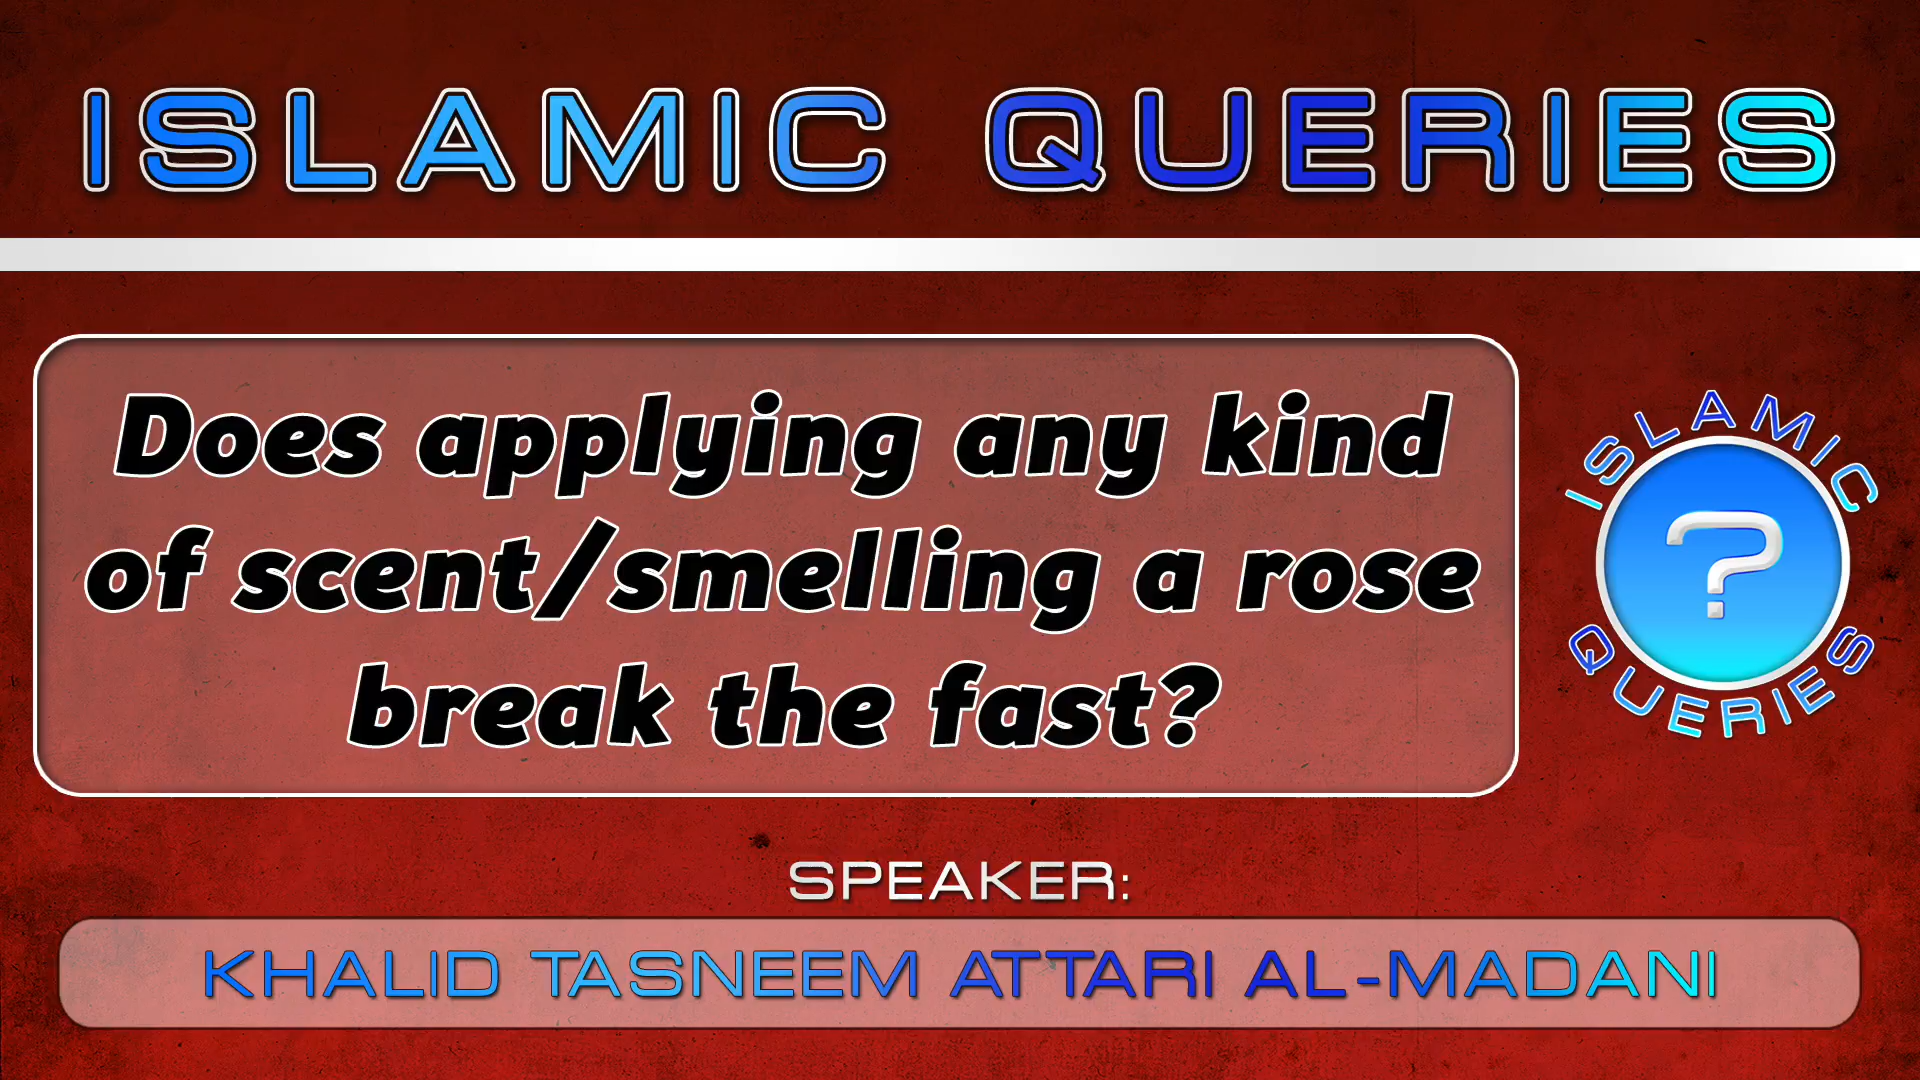 ISLAMIC QUERIES
Does applying any kind
of scent/smelling a rose
break the fast?
ISLAMIC
?
QUERIES
SPEAKER:
KHALID TASNEEM ATTARI AL-MADANI